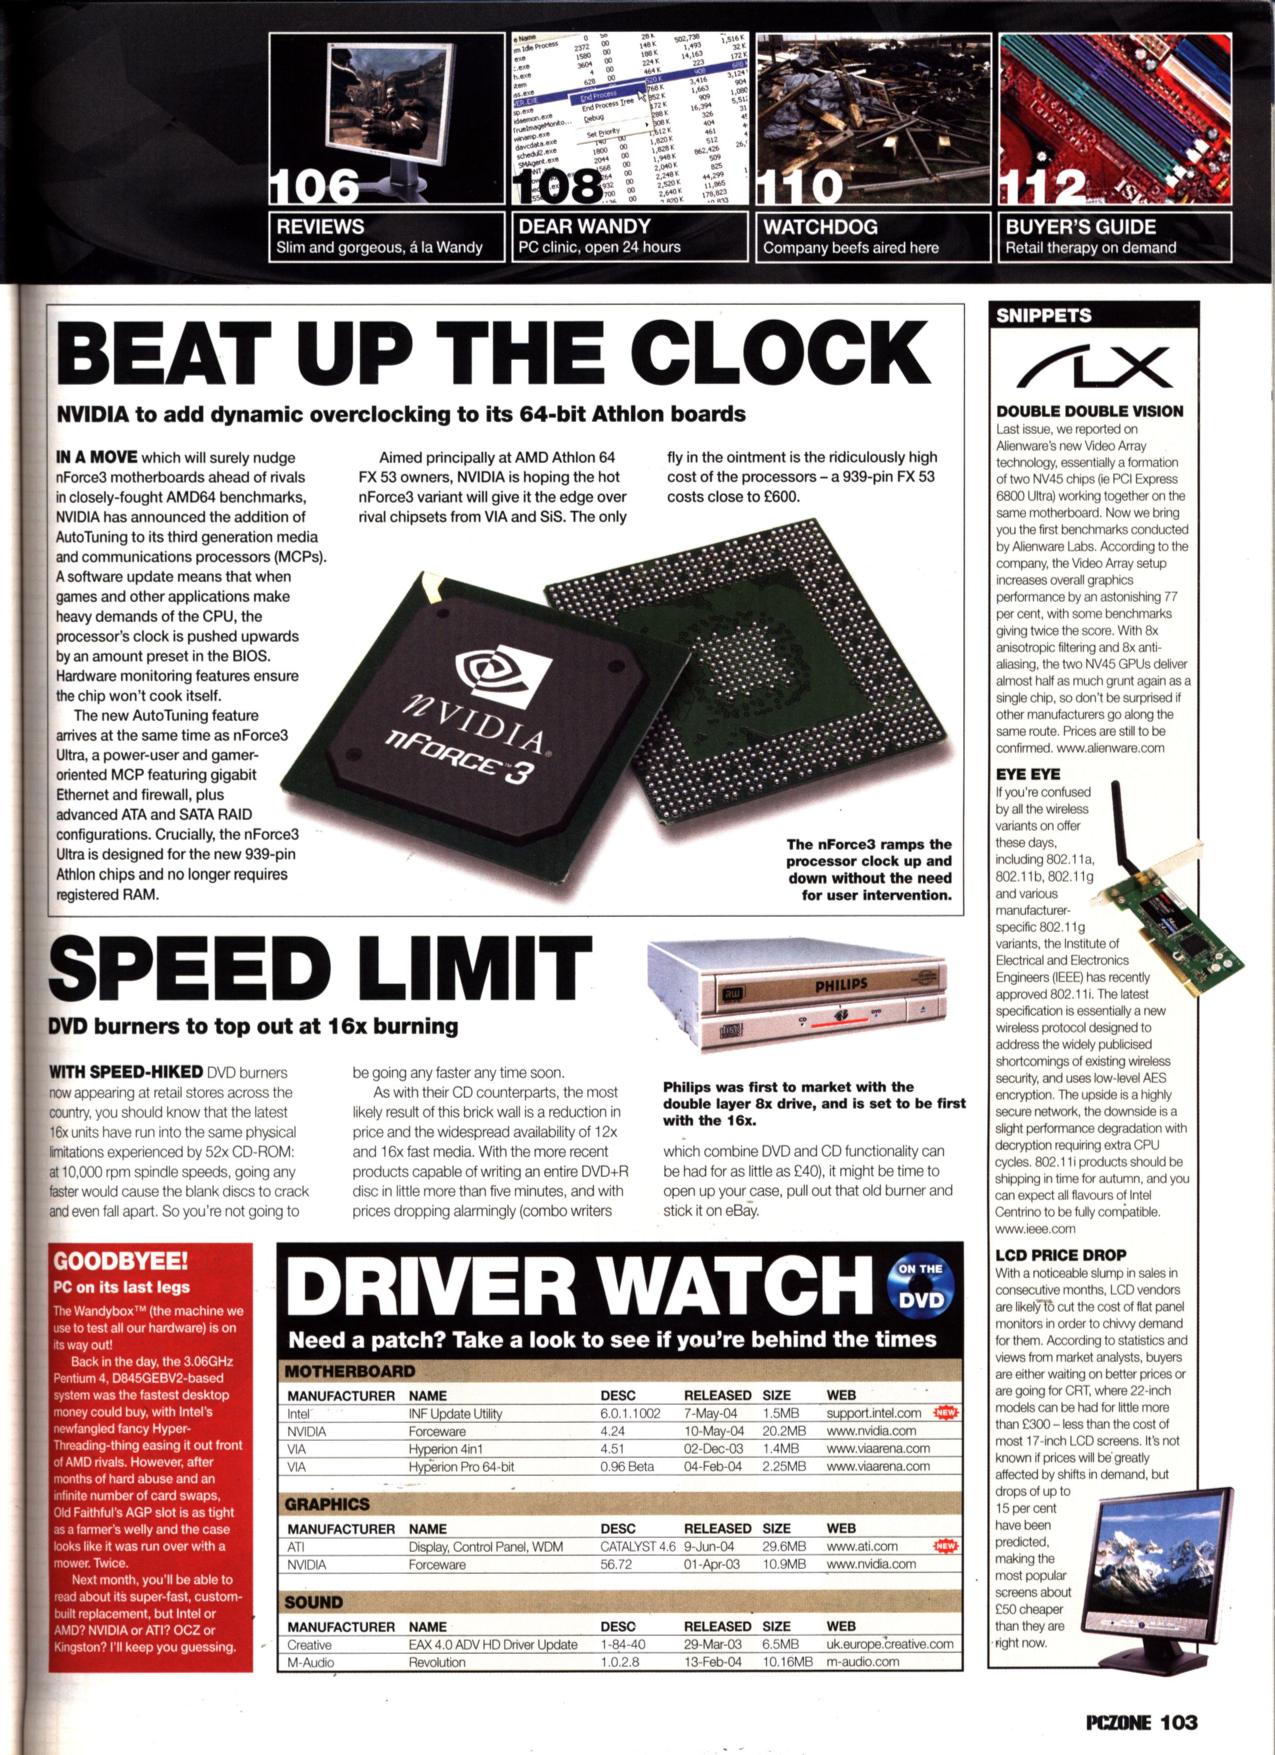 106
REVIEWS
Slim and gorgeous, á la Wandy
End Process
End Process Tree
Debug
Set Priority
108
DEAR WANDY
PC clinic, open 24 hours
110
WATCHDOG
Company beefs aired here
112
BUYER'S GUIDE
Retail therapy on demand
BEAT UP THE CLOCK
NVIDIA to add dynamic overclocking to its 64-bit Athlon boards
IN A MOVE which will surely nudge
nForce3 motherboards ahead of rivals
in closely-fought AMD64 benchmarks,
NVIDIA has announced the addition of
AutoTuning to its third generation media
and communications processors (MCPs).
A software update means that when
games and other applications make
heavy demands of the CPU, the
processor's clock is pushed upwards
by an amount preset in the BIOS.
Hardware monitoring features ensure
the chip won't cook itself.
The new AutoTuning feature
arrives at the same time as nForce3
Ultra, a power-user and gamer-
oriented MCP featuring gigabit
Ethernet and firewall, plus
advanced ATA and SATA RAID
configurations. Crucially, the nForce3
Ultra is designed for the new 939-pin
Athlon chips and no longer requires
registered RAM.
Aimed principally at AMD Athlon 64
FX 53 owners, NVIDIA is hoping the hot
nForce3 variant will give it the edge over
rival chipsets from VIA and SiS. The only
fly in the ointment is the ridiculously high
cost of the processors – a 939-pin FX 53
costs close to £600.
nVIDIA
nFORCE™3
The nForce3 ramps the
processor clock up and
down without the need
for user intervention.
SPEED LIMIT
DVD burners to top out at 16x burning
WITH SPEED-HIKED DVD burners
now appearing at retail stores across the
country, you should know that the latest
16x units have run into the same physical
limitations experienced by 52x CD-ROM:
at 10,000 rpm spindle speeds, going any
faster would cause the blank discs to crack
and even fall apart. So you're not going to
be going any faster any time soon.
As with their CD counterparts, the most
likely result of this brick wall is a reduction in
price and the widespread availability of 12x
and 16x fast media. With the more recent
products capable of writing an entire DVD+R
disc in little more than five minutes, and with
prices dropping alarmingly (combo writers
PHILIPS
Philips was first to market with the
double layer 8x drive, and is set to be first
with the 16x.
which combine DVD and CD functionality can
be had for as little as £40), it might be time to
open up your case, pull out that old burner and
stick it on eBay.
GOODBYEE!
PC on its last legs
The Wandybox™ (the machine we
use to test all our hardware) is on
its way out!
Back in the day, the 3.06GHz
Pentium 4, D845GEBV2-based
system was the fastest desktop
money could buy, with Intel's
newfangled fancy Hyper-
Threading-thing easing it out front
of AMD rivals. However, after
months of hard abuse and an
infinite number of card swaps,
Old Faithful's AGP slot is as tight
as a farmer's welly and the case
looks like it was run over with a
mower. Twice.
Next month, you'll be able to
read about its super-fast, custom-
built replacement, but Intel or
AMD? NVIDIA or ATI? OCZ or
Kingston? I'll keep you guessing.
DRIVER WATCH
ON THE
DVD
Need a patch? Take a look to see if you're behind the times
MOTHERBOARD
MANUFACTURER NAME DESC RELEASED SIZE WEB
Intel INF Update Utility 6.0.1.1002 7-May-04 1.5MB support.intel.com NEW
NVIDIA Forceware 4.24 10-May-04 20.2MB www.nvidia.com
VIA Hyperion 4in1 4.51 02-Dec-03 1.4MB www.viaarena.com
VIA Hyperion Pro 64-bit 0.96 Beta 04-Feb-04 2.25MB www.viaarena.com
GRAPHICS
MANUFACTURER NAME DESC RELEASED SIZE WEB
ATI Display, Control Panel, WDM CATALYST 4.6 9-Jun-04 29.6MB www.ati.com NEW
NVIDIA Forceware 56.72 01-Apr-03 10.9MB www.nvidia.com
SOUND
MANUFACTURER NAME DESC RELEASED SIZE WEB
Creative EAX 4.0 ADV HD Driver Update 1-84-40 29-Mar-03 6.5MB uk.europe.creative.com
M-Audio Revolution 1.0.2.8 13-Feb-04 10.16MB m-audio.com
SNIPPETS
ALX
DOUBLE DOUBLE VISION
Last issue, we reported on
Alienware's new Video Array
technology, essentially a formation
of two NV45 chips (ie PCI Express
6800 Ultra) working together on the
same motherboard. Now we bring
you the first benchmarks conducted
by Alienware Labs. According to the
company, the Video Array setup
increases overall graphics
performance by an astonishing 77
per cent, with some benchmarks
giving twice the score. With 8x
anisotropic filtering and 8x anti-
aliasing, the two NV45 GPUs deliver
almost half as much grunt again as a
single chip, so don't be surprised if
other manufacturers go along the
same route. Prices are still to be
confirmed. www.alienware.com
EYE EYE
If you're confused
by all the wireless
variants on offer
these days,
including 802.11a,
802.11b, 802.11g
and various
manufacturer-
specific 802.11g
variants, the Institute of
Electrical and Electronics
Engineers (IEEE) has recently
approved 802.11i. The latest
specification is essentially a new
wireless protocol designed to
address the widely publicised
shortcomings of existing wireless
security, and uses low-level AES
encryption. The upside is a highly
secure network, the downside is a
slight performance degradation with
decryption requiring extra CPU
cycles. 802.11i products should be
shipping in time for autumn, and you
can expect all flavours of Intel
Centrino to be fully compatible.
www.ieee.com
LCD PRICE DROP
With a noticeable slump in sales in
consecutive months, LCD vendors
are likely to cut the cost of flat panel
monitors in order to chivvy demand
for them. According to statistics and
views from market analysts, buyers
are either waiting on better prices or
are going for CRT, where 22-inch
models can be had for little more
than £300 – less than the cost of
most 17-inch LCD screens. It's not
known if prices will be greatly
affected by shifts in demand, but
drops of up to
15 per cent
have been
predicted,
making the
most popular
screens about
£50 cheaper
than they are
right now.
PCZONE 103